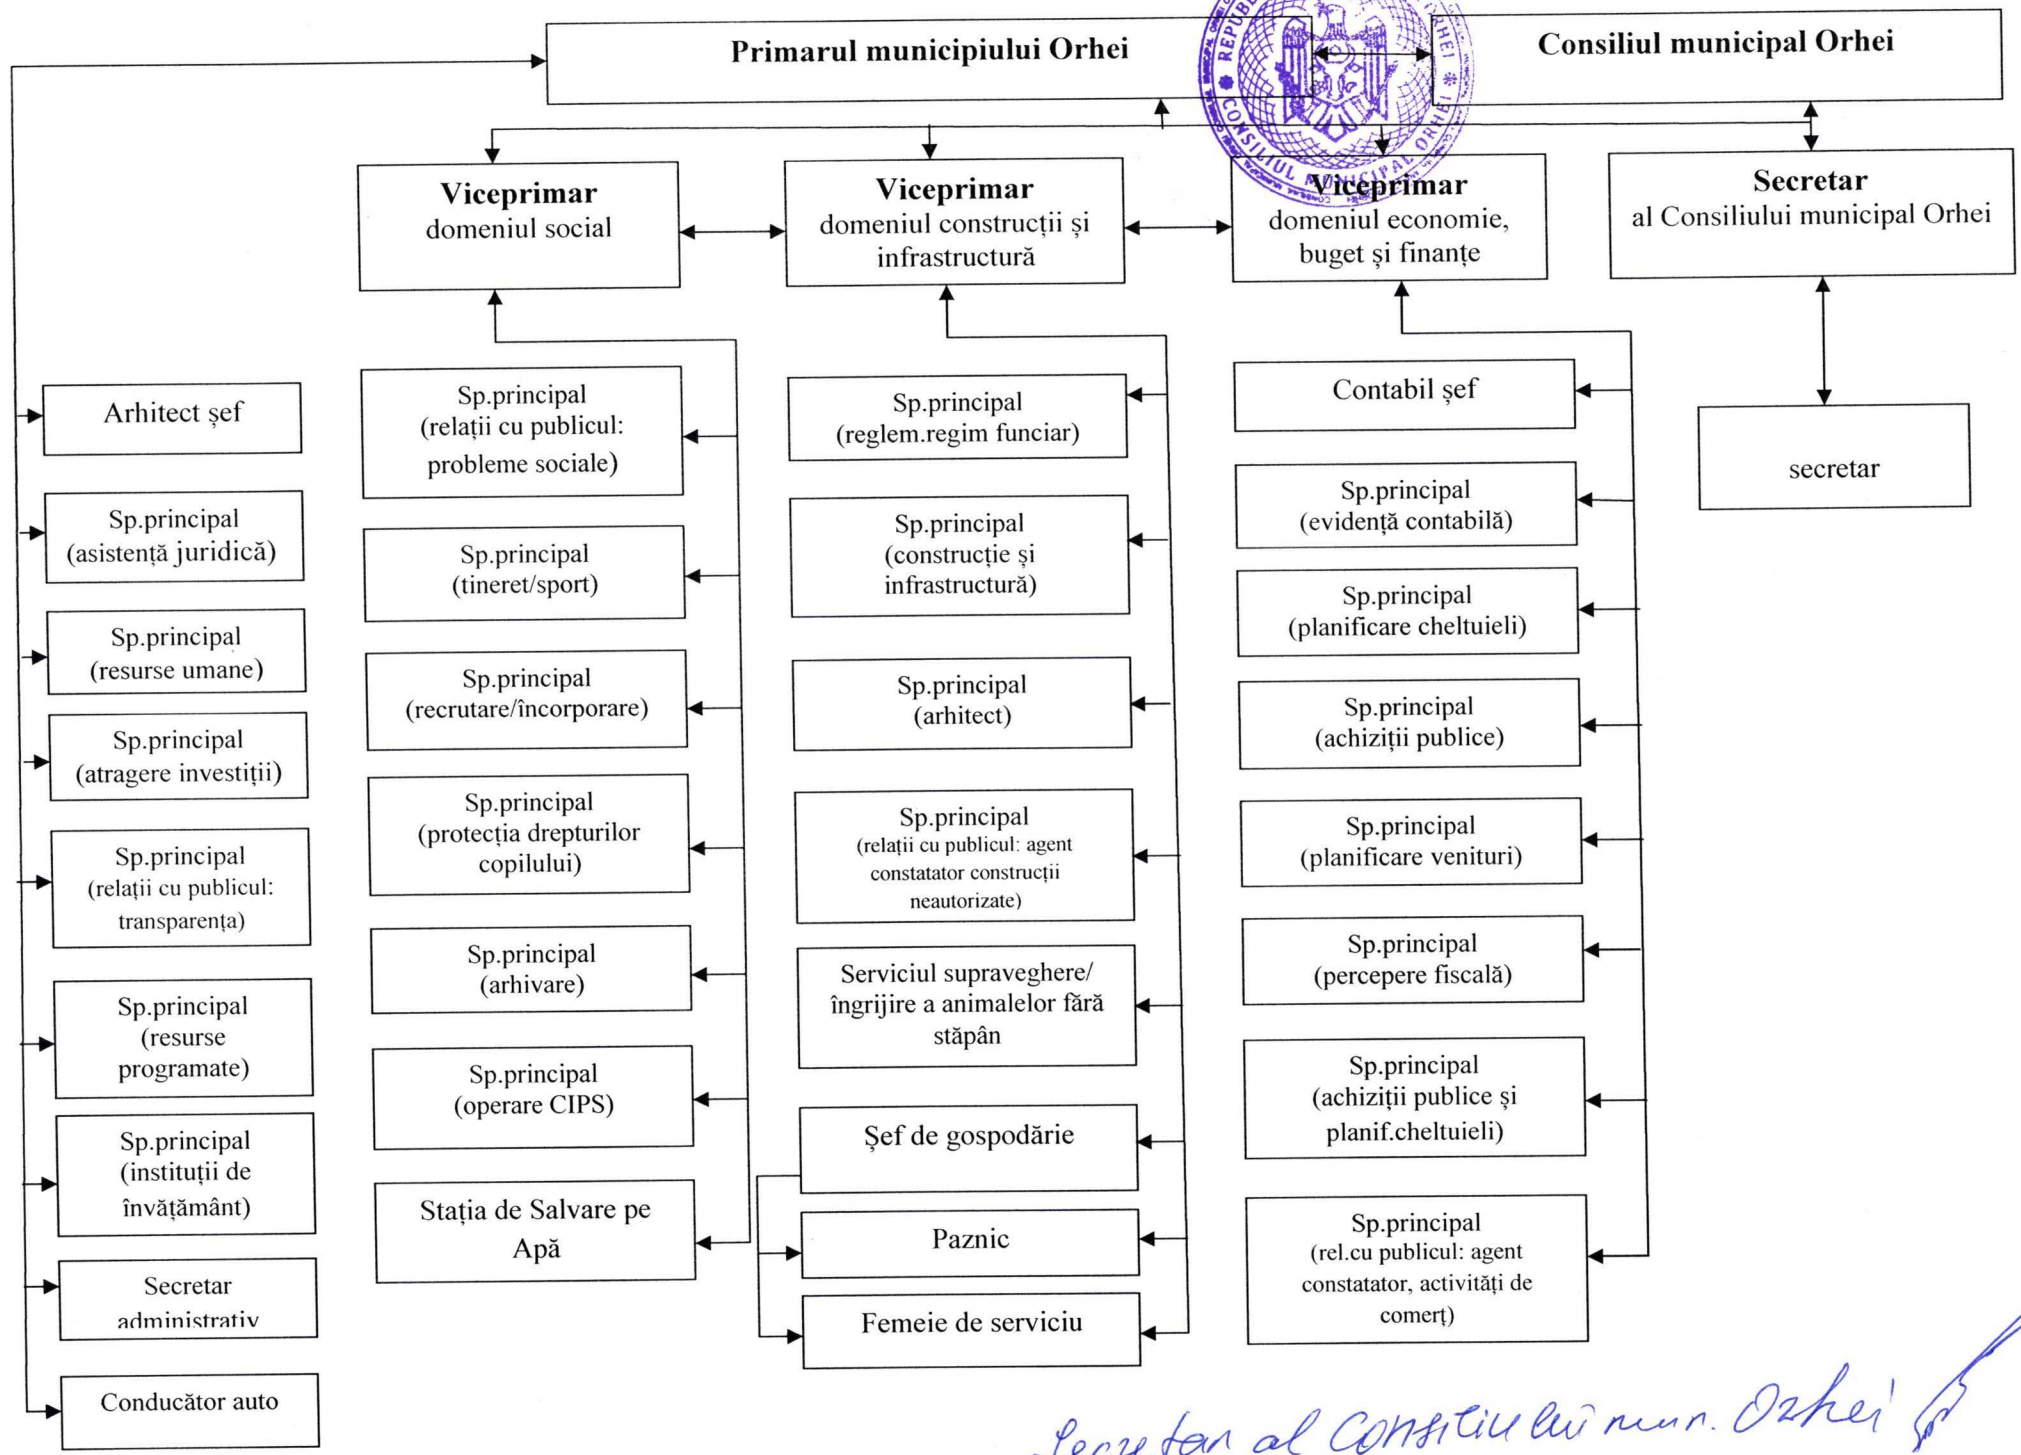 Primarul municipiului Orhei
Consiliul municipal Orhei
CONSILIUL MUNICIPAL ORHEI
Viceprimar
domeniul social
Viceprimar
domeniul construcții și
infrastructură
Viceprimar
domeniul economie,
buget și finanțe
Secretar
al Consiliului municipal Orhei
secretar
Arhitect șef
Sp.principal
(asistență juridică)
Sp.principal
(resurse umane)
Sp.principal
(atragere investiții)
Sp.principal
(relații cu publicul:
transparența)
Sp.principal
(resurse
programate)
Sp.principal
(instituții de
învățământ)
Secretar
administrativ
Conducător auto
Sp.principal
(relații cu publicul:
probleme sociale)
Sp.principal
(tineret/sport)
Sp.principal
(recrutare/încorporare)
Sp.principal
(protecția drepturilor
copilului)
Sp.principal
(arhivare)
Sp.principal
(operare CIPS)
Stația de Salvare pe
Apă
Sp.principal
(reglem.regim funciar)
Sp.principal
(construcție și
infrastructură)
Sp.principal
(arhitect)
Sp.principal
(relații cu publicul: agent
constatator construcții
neautorizate)
Serviciul supraveghere/
îngrijire a animalelor fără
stăpân
Șef de gospodărie
Paznic
Femeie de serviciu
Contabil șef
Sp.principal
(evidență contabilă)
Sp.principal
(planificare cheltuieli)
Sp.principal
(achiziții publice)
Sp.principal
(planificare venituri)
Sp.principal
(percepere fiscală)
Sp.principal
(achiziții publice și
planif.cheltuieli)
Sp.principal
(rel.cu publicul: agent
constatator, activități de
comerț)
Secretar al Consiliului mun. Orhei